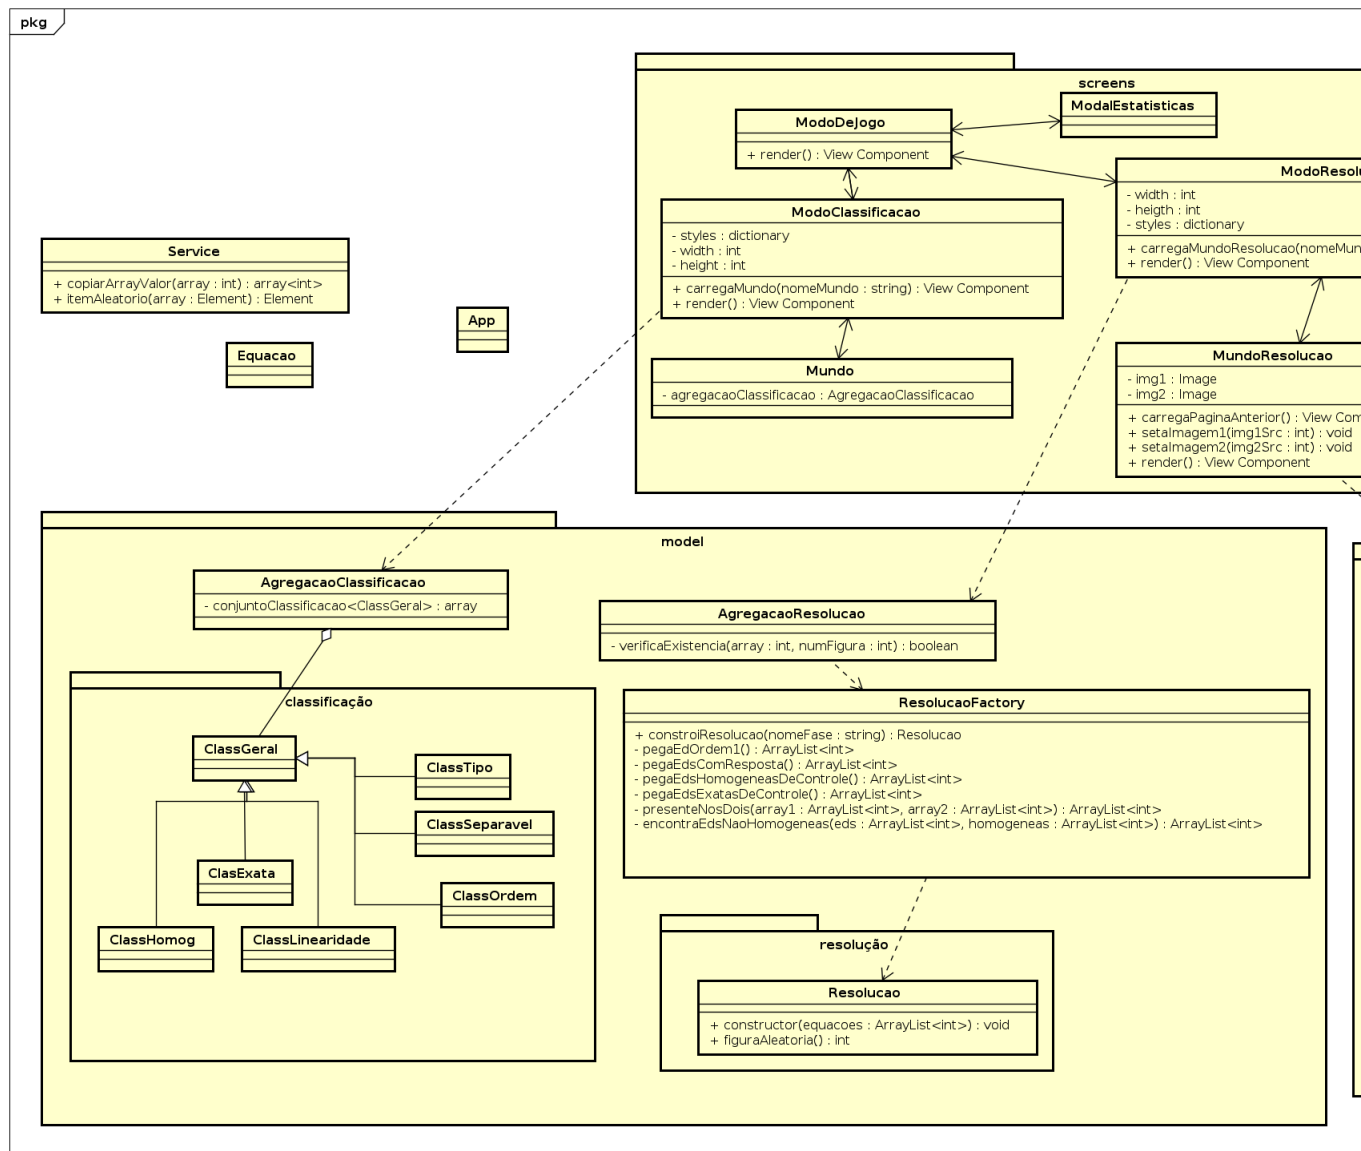 pkg
screens
ModalEstatisticas
ModoDeJogo
+ render() : View Component
ModoResolu
- width : int
- heigth : int
- styles : dictionary
+ carregaMundoResolucao(nomeMun
+ render() : View Component
ModoClassificacao
- styles : dictionary
- width : int
- height : int
+ carregaMundo(nomeMundo : string) : View Component
+ render() : View Component
Service
+ copiarArrayValor(array : int) : array<int>
+ itemAleatorio(array : Element) : Element
App
Equacao
Mundo
- agregacaoClassificacao : AgregacaoClassificacao
MundoResolucao
- img1 : Image
- img2 : Image
+ carregaPaginaAnterior() : View Com
+ setaImagem1(img1Src : int) : void
+ setaImagem2(img2Src : int) : void
+ render() : View Component
model
AgregacaoClassificacao
- conjuntoClassificacao<ClassGeral> : array
AgregacaoResolucao
- verificaExistencia(array : int, numFigura : int) : boolean
classificação
ClassGeral
ClassTipo
ClassSeparavel
ClasExata
ClassOrdem
ClassHomog
ClassLinearidade
ResolucaoFactory
+ constroiResolucao(nomeFase : string) : Resolucao
- pegaEdOrdem1() : ArrayList<int>
- pegaEdsComResposta() : ArrayList<int>
- pegaEdsHomogeneasDeControle() : ArrayList<int>
- pegaEdsExatasDeControle() : ArrayList<int>
- presenteNosDois(array1 : ArrayList<int>, array2 : ArrayList<int>) : ArrayList<int>
- encontraEdsNaoHomogeneas(eds : ArrayList<int>, homogeneas : ArrayList<int>) : ArrayList<int>
resolução
Resolucao
+ constructor(equacoes : ArrayList<int>) : void
+ figuraAleatoria() : int